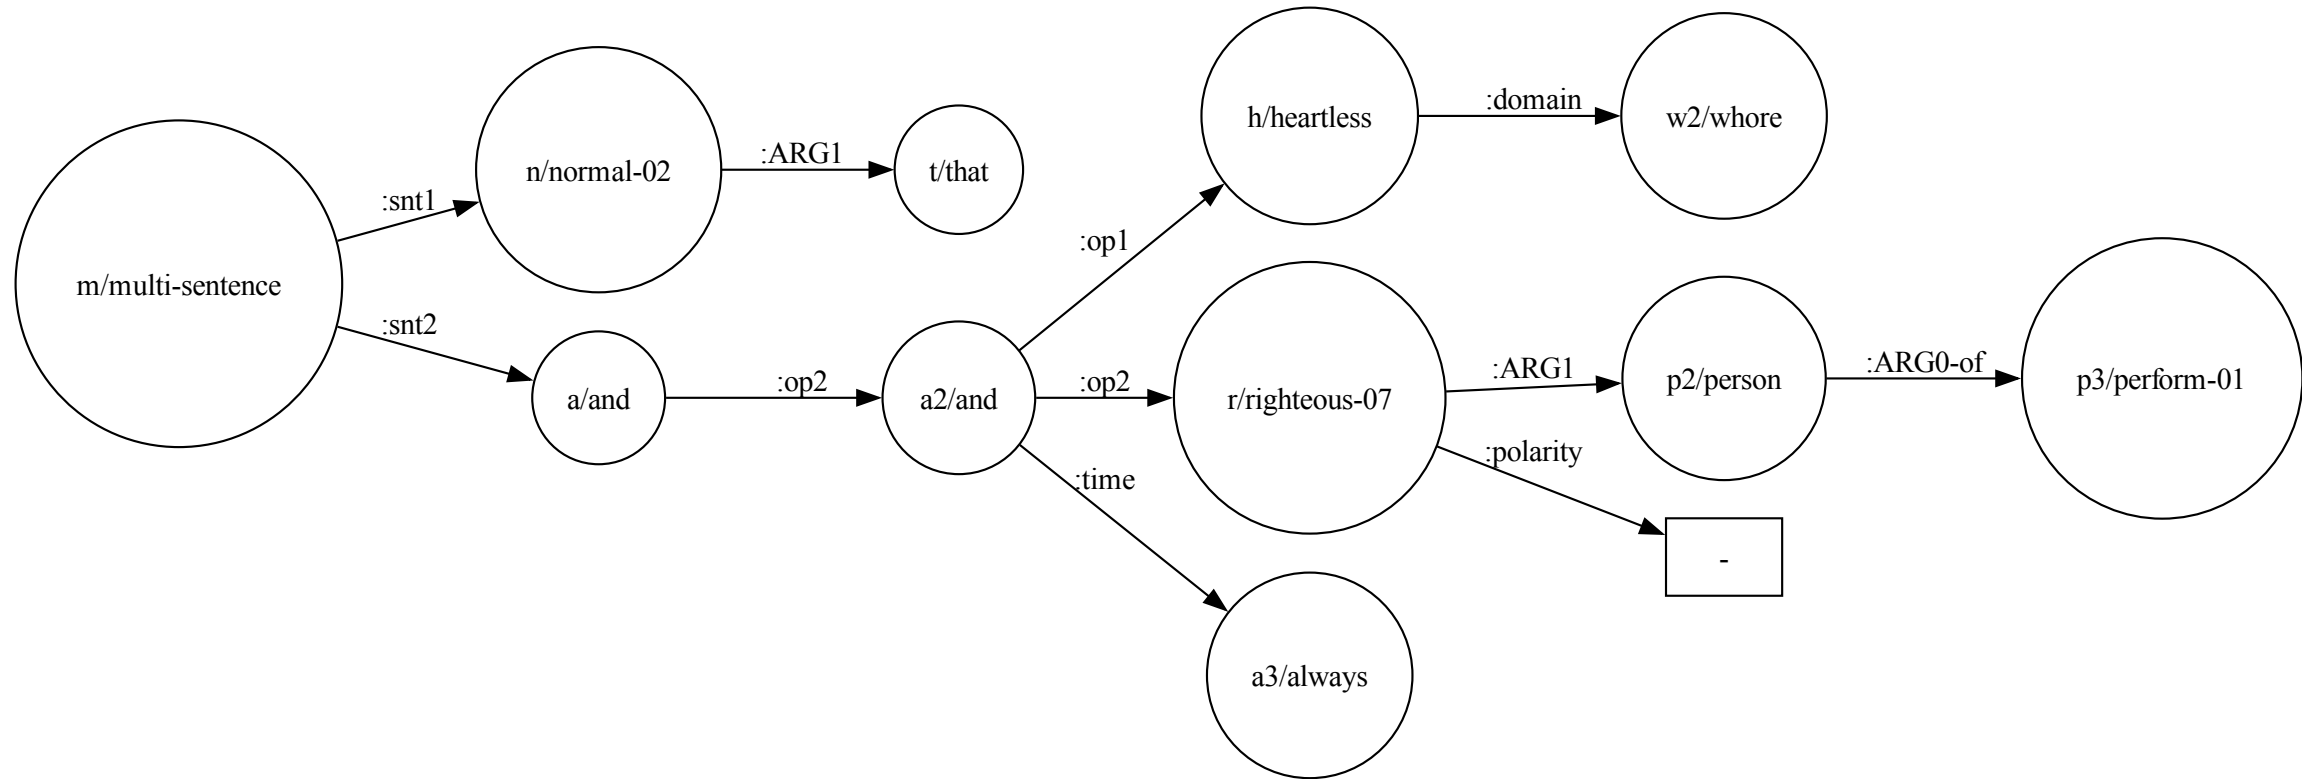 m/multi-sentence
:snt1
n/normal-02
:ARG1
t/that
:snt2
a/and
:op2
a2/and
:op1
h/heartless
:domain
w2/whore
:op2
r/righteous-07
:ARG1
p2/person
:ARG0-of
p3/perform-01
:polarity
-
:time
a3/always